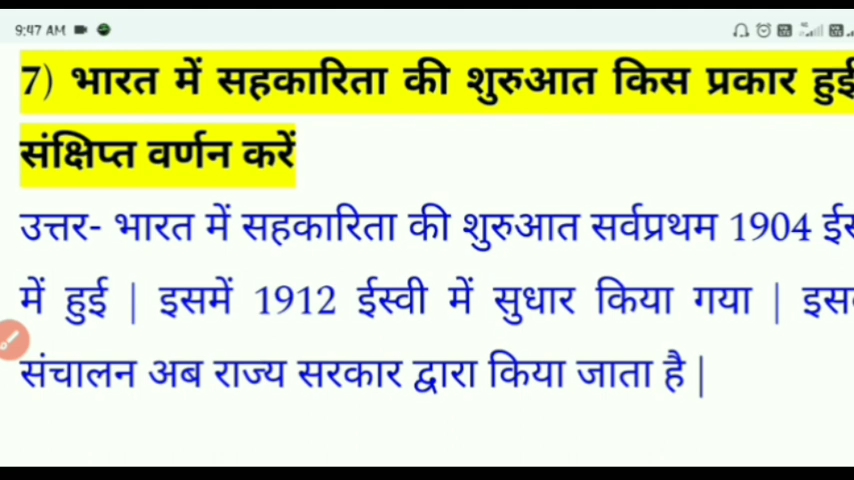 9:47 AM
7) भारत में सहकारिता की शुरुआत किस प्रकार हुई
संक्षिप्त वर्णन करें
उत्तर- भारत में सहकारिता की शुरुआत सर्वप्रथम 1904
में हुई | इसमें 1912 ईस्वी में सुधार किया गया |
संचालन अब राज्य सरकार द्वारा किया जाता है |